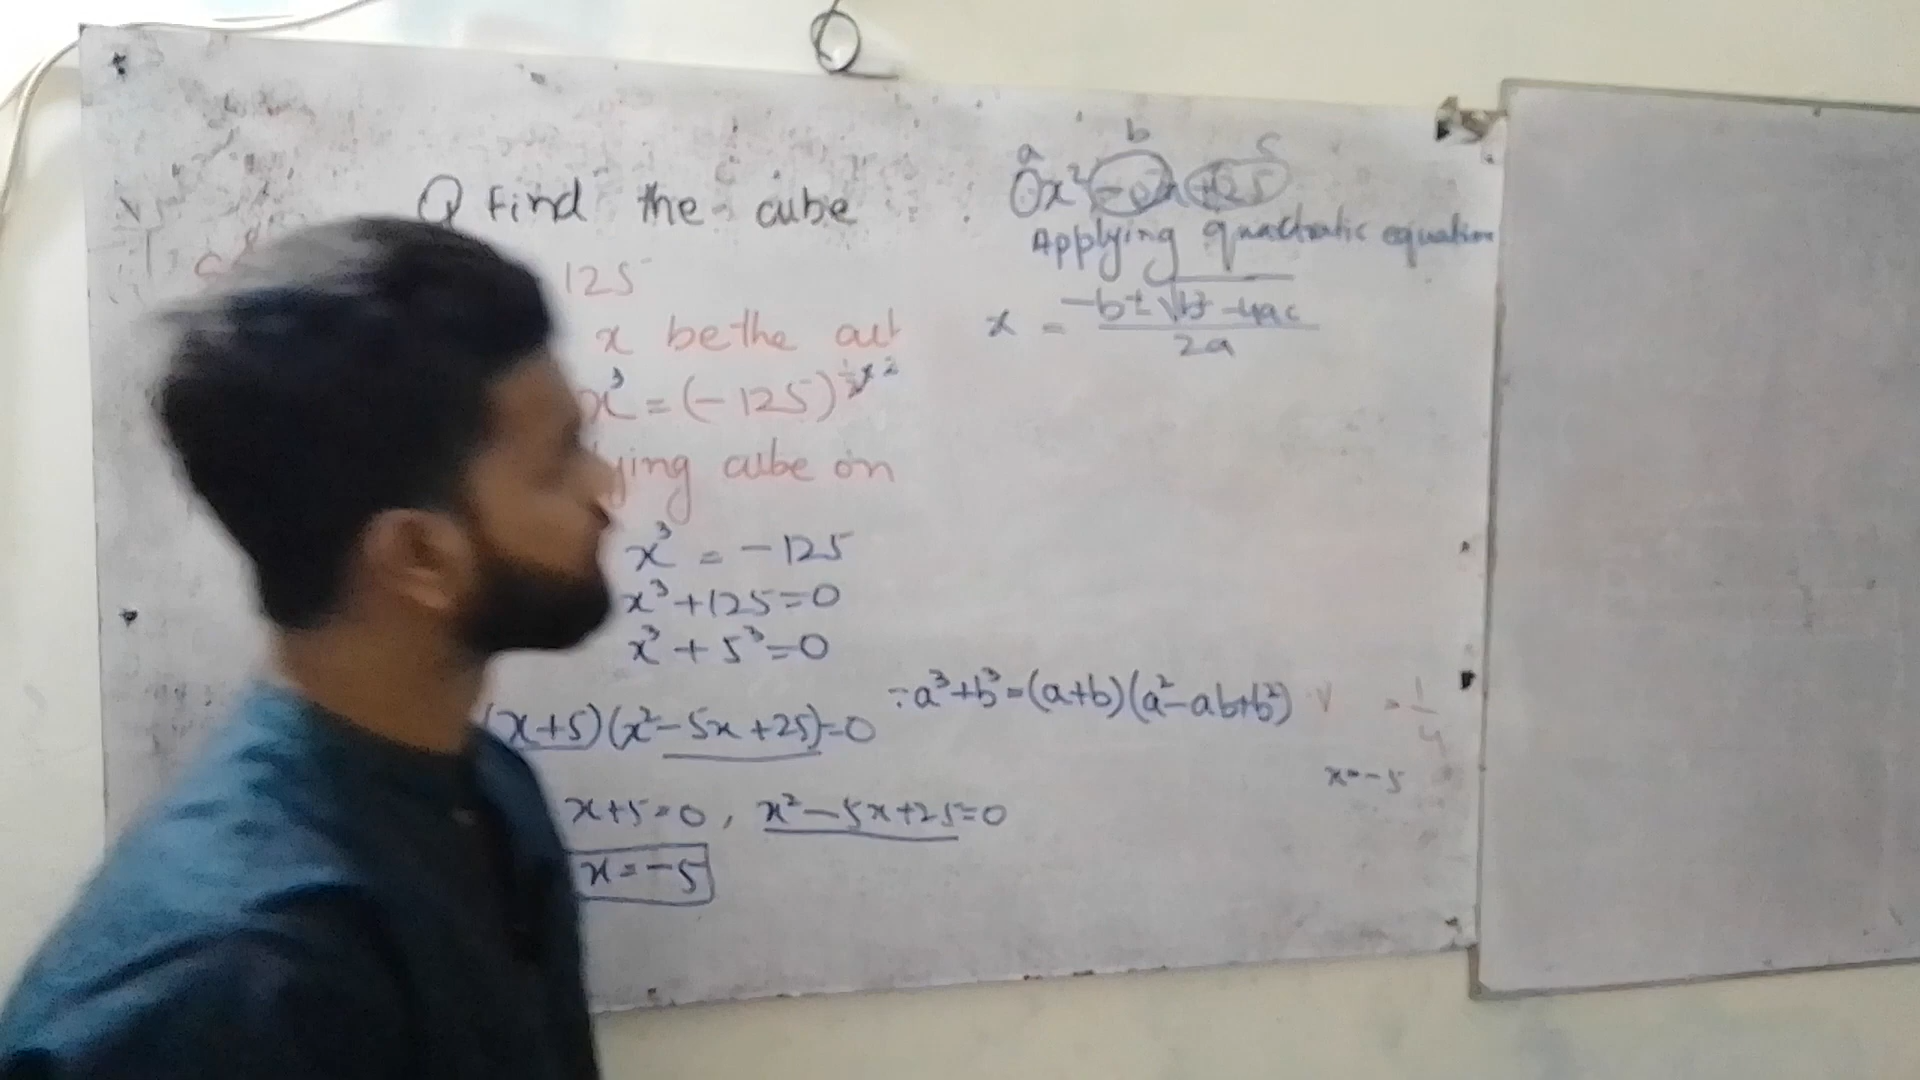 Q Find the cube
125
x be the
x³ = (-125)
ying cube on
x³ = -125
x³ + 125 = 0
x³ + 5³ = 0
(x+5)(x² - 5x + 25) = 0
x+5=0, x² - 5x + 25 = 0
x = -5
a b c
x²
Applying quadratic equation
x = -b ± √b² - 4ac / 2a
∵ a³+b³ = (a+b)(a²-ab+b²)
x = -5